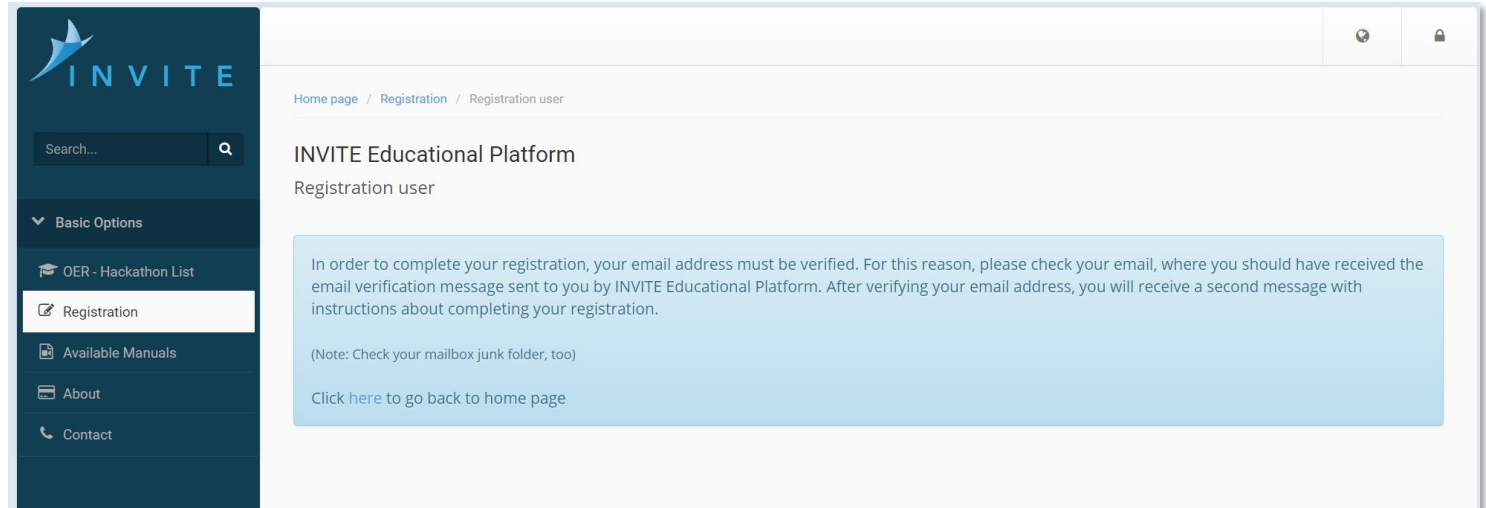 INVITE
Search...
Basic Options
OER - Hackathon List
Registration
Available Manuals
About
Contact
Home page / Registration / Registration user
INVITE Educational Platform
Registration user
In order to complete your registration, your email address must be verified. For this reason, please check your email, where you should have received the
email verification message sent to you by INVITE Educational Platform. After verifying your email address, you will receive a second message with
instructions about completing your registration.
(Note: Check your mailbox junk folder, too)
Click here to go back to home page